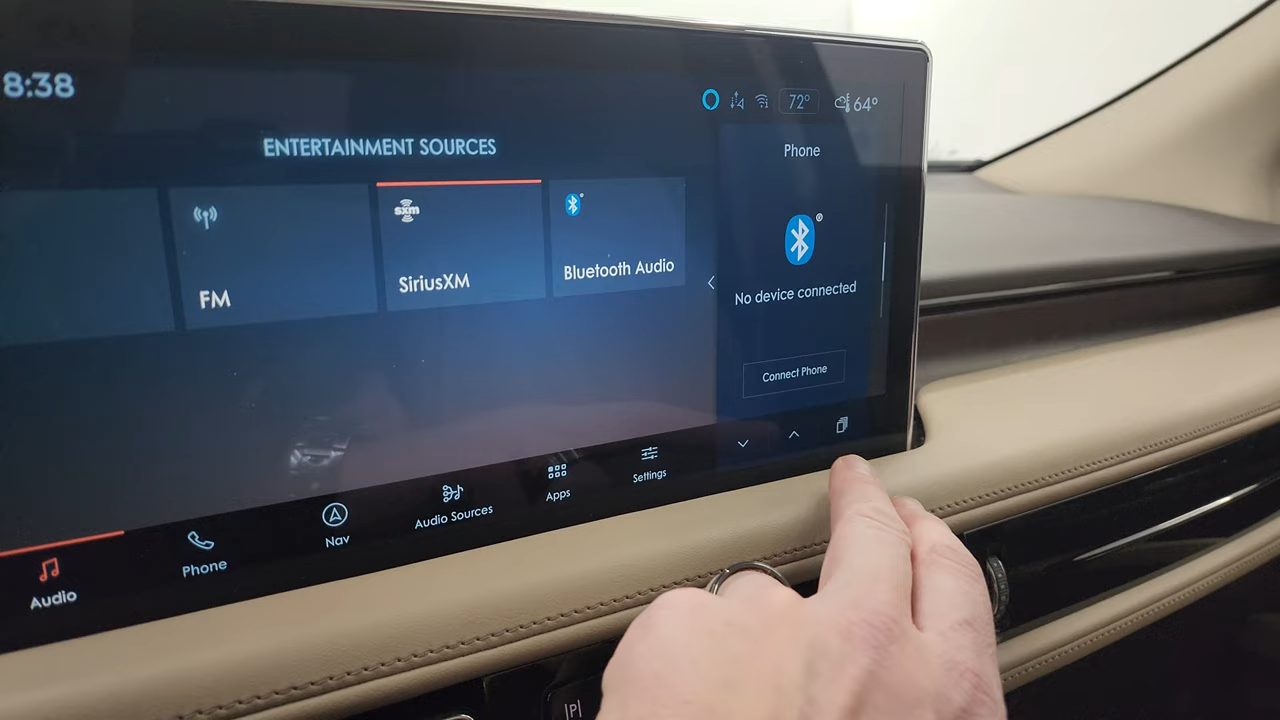 8:38
72°
64°
ENTERTAINMENT SOURCES
Phone
FM
sxm
SiriusXM
Bluetooth Audio
®
No device connected
Connect Phone
Audio
Phone
Nav
Audio Sources
Apps
Settings
|P|